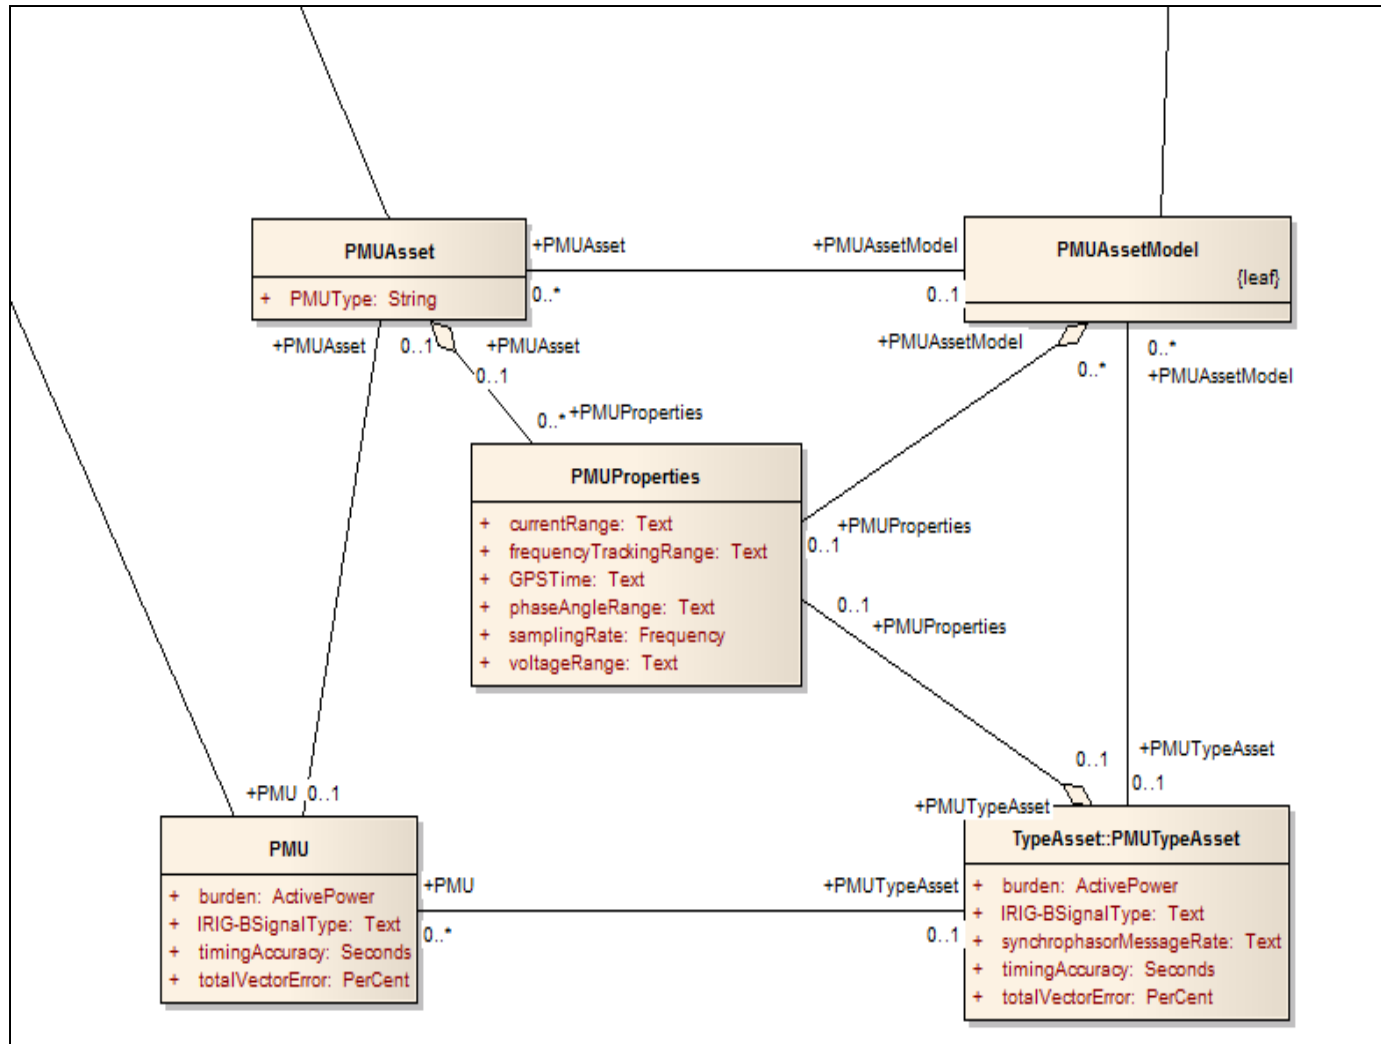 PMUAsset
+ PMUType: String
+PMUAsset
0..*
+PMUAssetModel
0..1
PMUAssetModel
{leaf}
+PMUAsset
0..1
+PMUAsset
0..1
0..*
+PMUProperties
+PMUAssetModel
0..*
0..*
+PMUAssetModel
PMUProperties
+ currentRange: Text
+ frequencyTrackingRange: Text
+ GPSTime: Text
+ phaseAngleRange: Text
+ samplingRate: Frequency
+ voltageRange: Text
+PMUProperties
0..1
0..1
+PMUProperties
+PMUTypeAsset
0..1
0..1
+PMUTypeAsset
+PMU
0..1
PMU
+ burden: ActivePower
+ IRIG-BSignalType: Text
+ timingAccuracy: Seconds
+ totalVectorError: PerCent
+PMU
0..*
+PMUTypeAsset
0..1
TypeAsset::PMUTypeAsset
+ burden: ActivePower
+ IRIG-BSignalType: Text
+ synchrophasorMessageRate: Text
+ timingAccuracy: Seconds
+ totalVectorError: PerCent